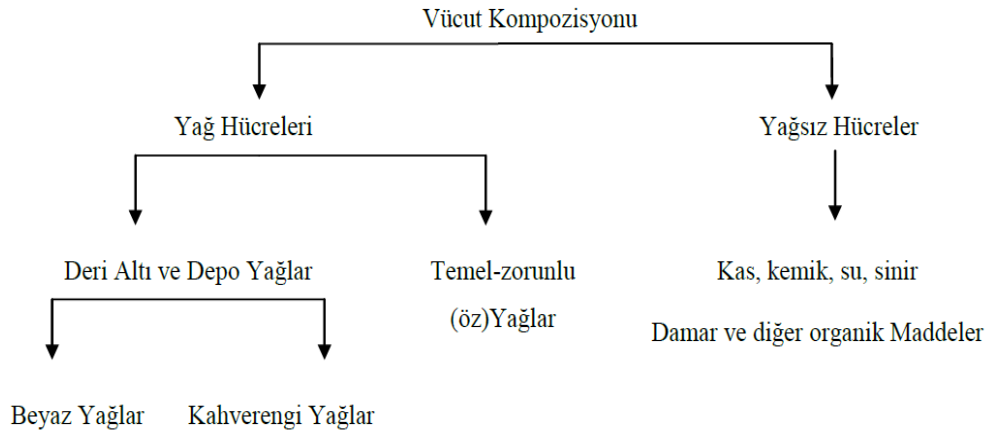 Vücut Kompozisyonu
Yağ Hücreleri
Yağsız Hücreler
Deri Altı ve Depo Yağlar
Temel-zorunlu
(öz)Yağlar
Kas, kemik, su, sinir
Damar ve diğer organik Maddeler
Beyaz Yağlar
Kahverengi Yağlar